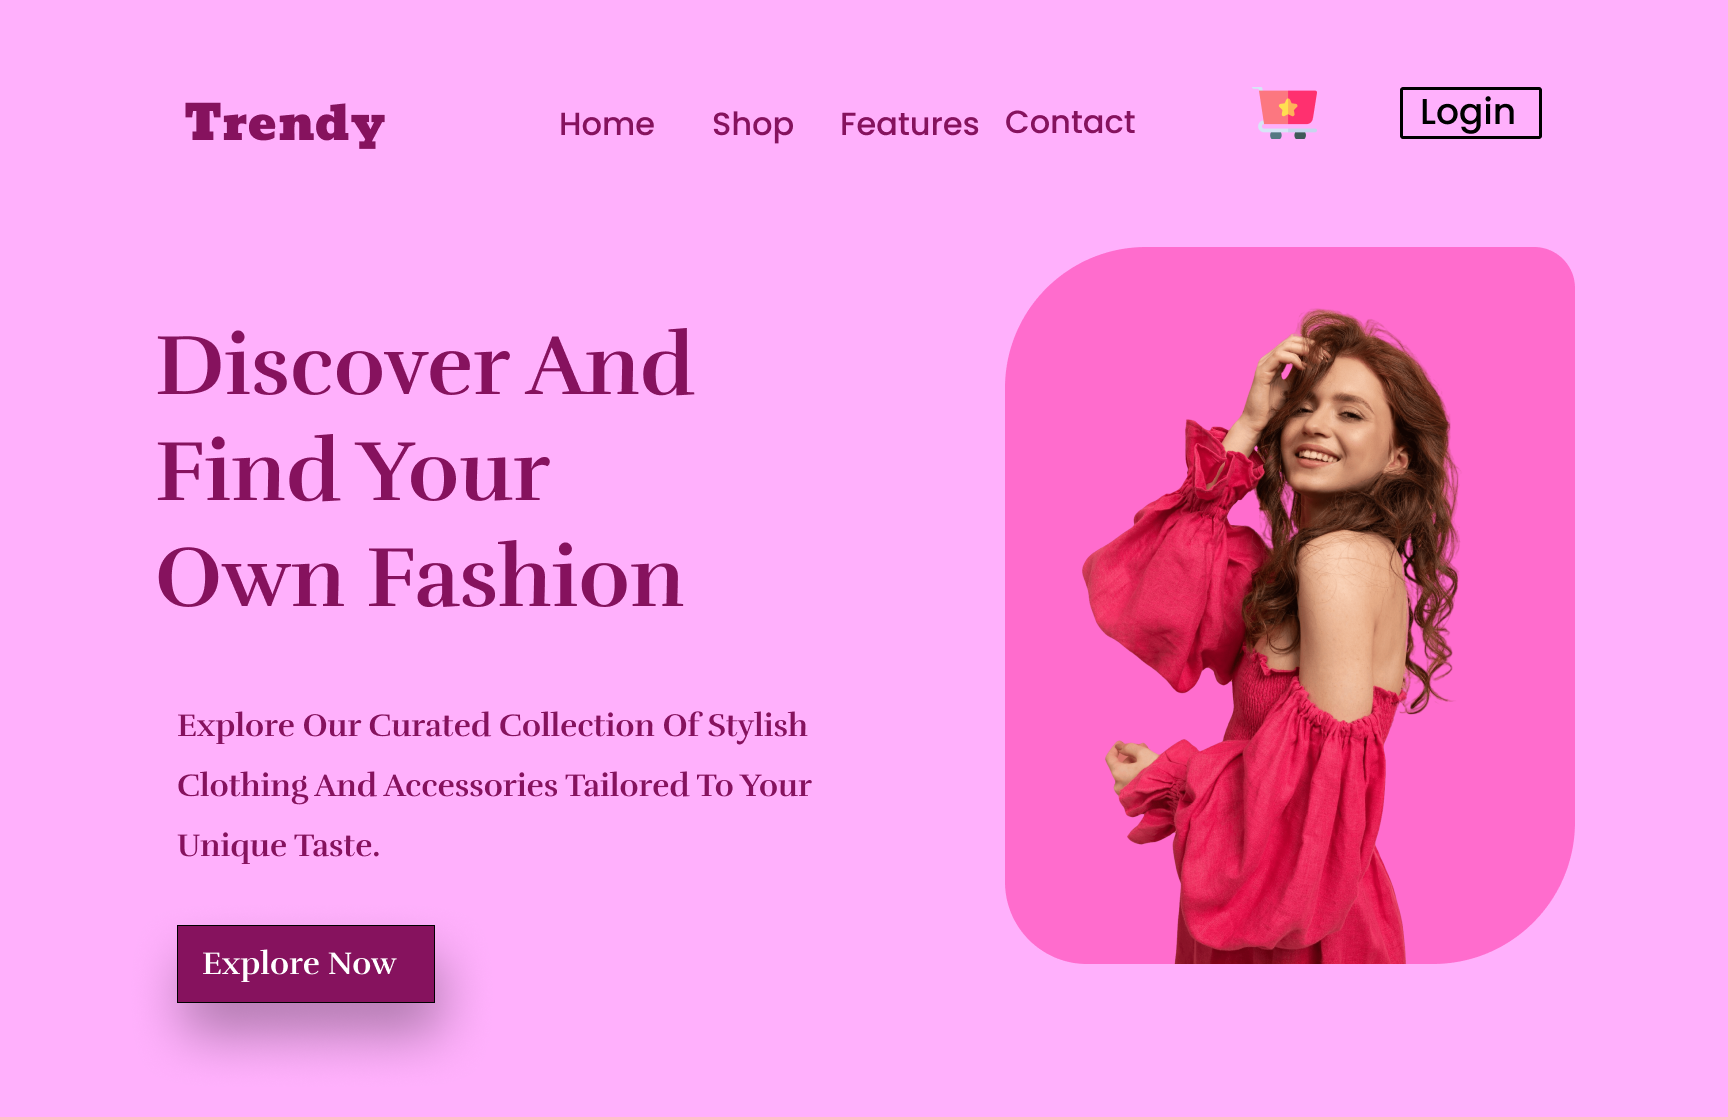 Trendy
Home
Shop
Features
Contact
Login
Discover And
Find Your
Own Fashion
Explore Our Curated Collection Of Stylish
Clothing And Accessories Tailored To Your
Unique Taste.
Explore Now